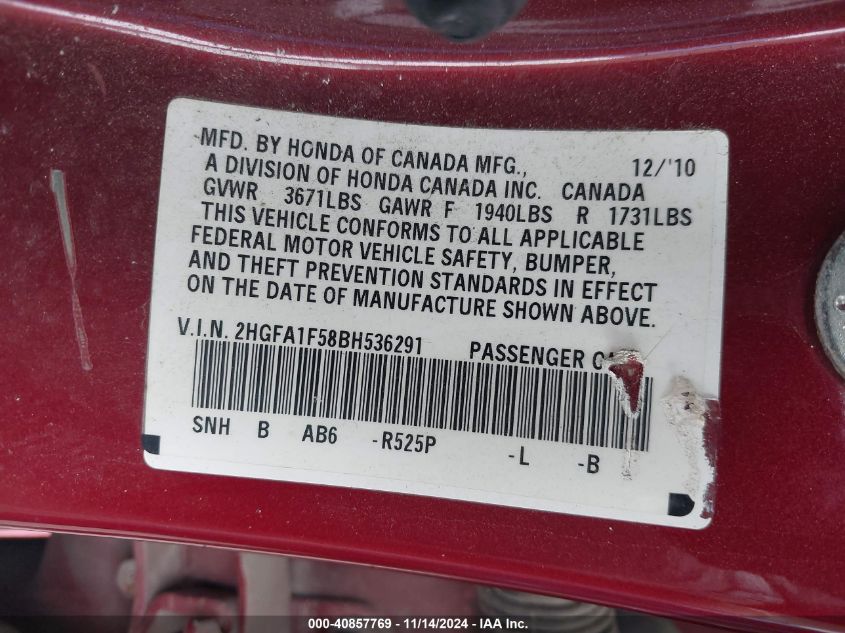 MFD. BY HONDA OF CANADA MFG., 12/'10
A DIVISION OF HONDA CANADA INC. CANADA
GVWR 3671LBS GAWR F 1940LBS R 1731LBS
THIS VEHICLE CONFORMS TO ALL APPLICABLE
FEDERAL MOTOR VEHICLE SAFETY, BUMPER,
AND THEFT PREVENTION STANDARDS IN EFFECT
ON THE DATE OF MANUFACTURE SHOWN ABOVE.
V.I.N. 2HGFA1F58BH536291 PASSENGER
SNH B AB6 -R525P -L -B
000-40857769 - 11/14/2024 - IAA Inc.